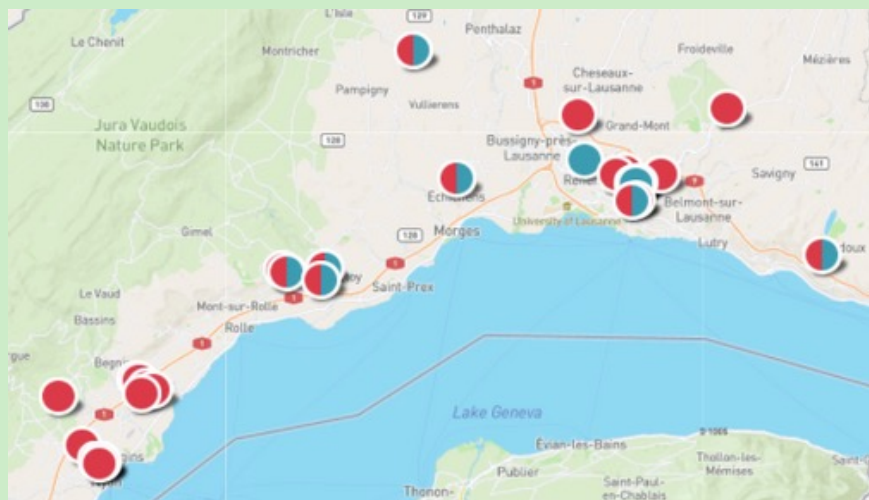 L'Isle
129
Penthalaz
Le Chenit
Montricher
Froideville
Mézières
Cheseaux-
sur-Lausanne
1
Pampigny
Vullierens
130
Jura Vaudois
Nature Park
Grand-Mont
128
Bussigny-près-
Lausanne
141
Savigny
9
Belmont-sur-
Lausanne
University of Lausanne
Gimel
128
Morges
Lutry
1
Saint-Prex
Le Vaud
Mont-sur-Rolle
1
Bassins
Rolle
1
Begnins
1
Lake Geneva
D 1005
Évian-les-Bains
Publier
Thollon-les-
Mémises
Saint-Paul-
en-Chablais
Thonon-